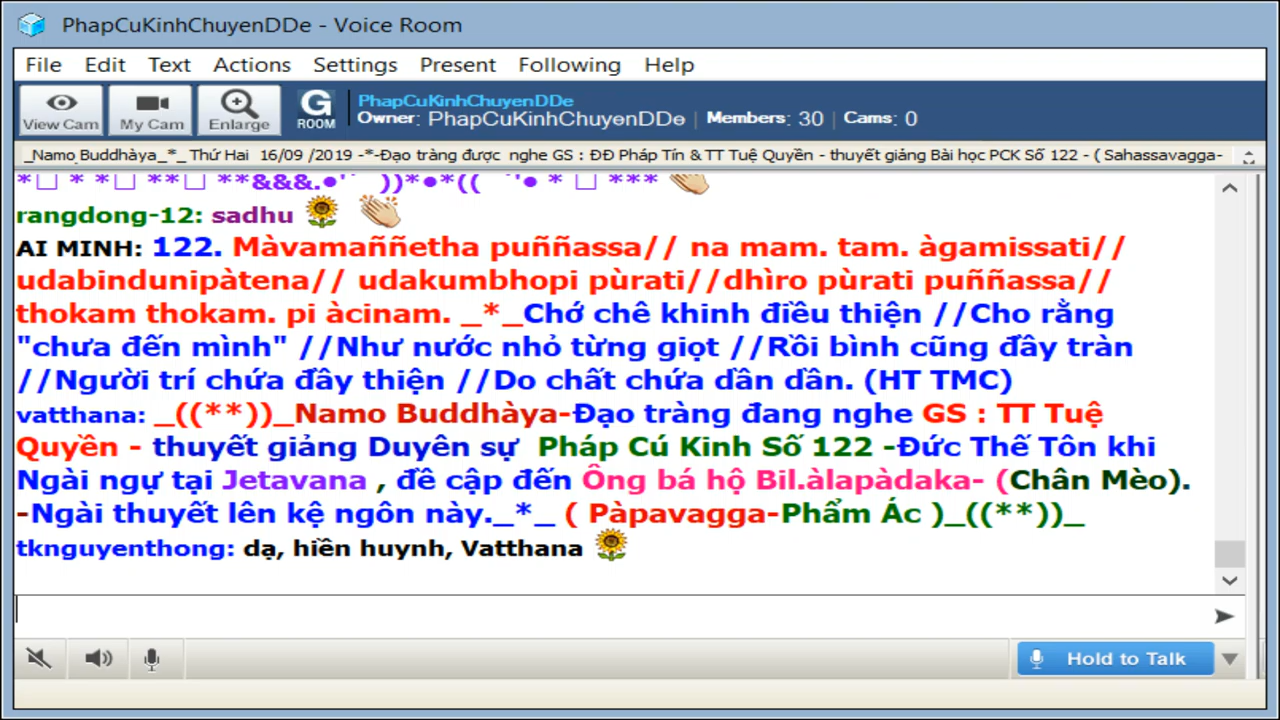 PhapCuKinhChuyenDDe - Voice Room
File Edit Text Actions Settings Present Following Help
View Cam My Cam Enlarge G ROOM
PhapCuKinhChuyenDDe
Owner: PhapCuKinhChuyenDDe | Members: 30 | Cams: 0
_Namo Buddhàya_*_ Thứ Hai 16/09 /2019 -*-Đạo tràng được nghe GS : ĐĐ Pháp Tín & TT Tuệ Quyền - thuyết giảng Bài học PCK Số 122 - ( Sahassavagga-
rangdong-12: sadhu
AI MINH: 122. Màvamaññetha puññassa// na mam. tam. àgamissati//
udabindunipàtena// udakumbhopi pùrati//dhìro pùrati puññassa//
thokam thokam. pi àcinam. _*_Chớ chê khinh điều thiện //Cho rằng
"chưa đến mình" //Như nước nhỏ từng giọt //Rồi bình cũng đầy tràn
//Người trí chứa đầy thiện //Do chất chứa dần dần. (HT TMC)
vatthana: _((**))_Namo Buddhàya-Đạo tràng đang nghe GS : TT Tuệ
Quyền - thuyết giảng Duyên sự Pháp Cú Kinh Số 122 -Đức Thế Tôn khi
Ngài ngự tại Jetavana , đề cập đến Ông bá hộ Bil.àlapàdaka- (Chân Mèo).
-Ngài thuyết lên kệ ngôn này._*_ ( Pàpavagga-Phẩm Ác )_((**))_
tknguyenthong: dạ, hiền huynh, Vatthana
Hold to Talk